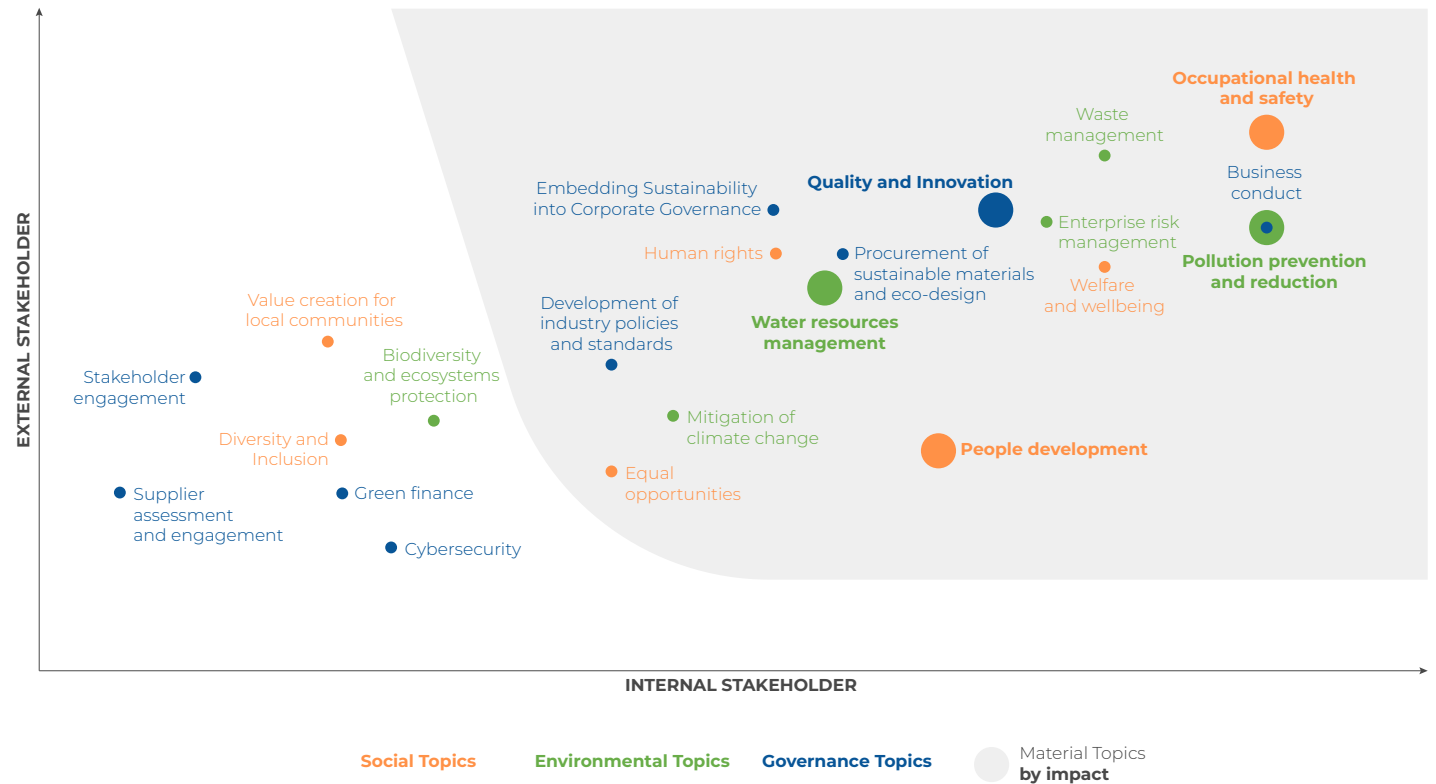 Occupational health
and safety
Waste
management
Business
conduct
Quality and Innovation
Embedding Sustainability
into Corporate Governance
Enterprise risk
management
Human rights
Procurement of
sustainable materials
and eco-design
Pollution prevention
and reduction
Welfare
and wellbeing
Value creation for
local communities
Development of
industry policies
and standards
Water resources
management
Biodiversity
and ecosystems
protection
Stakeholder
engagement
Mitigation of
climate change
Diversity and
Inclusion
People development
Equal
opportunities
Supplier
assessment
and engagement
Green finance
Cybersecurity
EXTERNAL STAKEHOLDER
INTERNAL STAKEHOLDER
Social Topics
Environmental Topics
Governance Topics
Material Topics
by impact